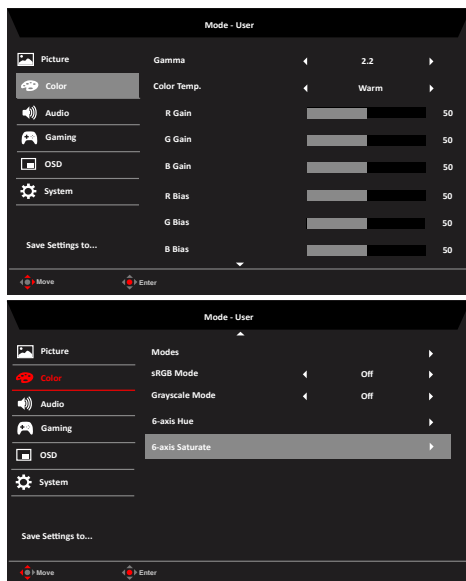 Mode - User
Picture
Gamma 2.2
Color
Color Temp. Warm
Audio
R Gain 50
Gaming
G Gain 50
OSD
B Gain 50
System
R Bias 50
G Bias 50
Save Settings to...
B Bias 50
Move Enter
Mode - User
Picture
Modes
Color
sRGB Mode Off
Audio
Grayscale Mode Off
Gaming
6-axis Hue
OSD
6-axis Saturate
System
Save Settings to...
Move Enter